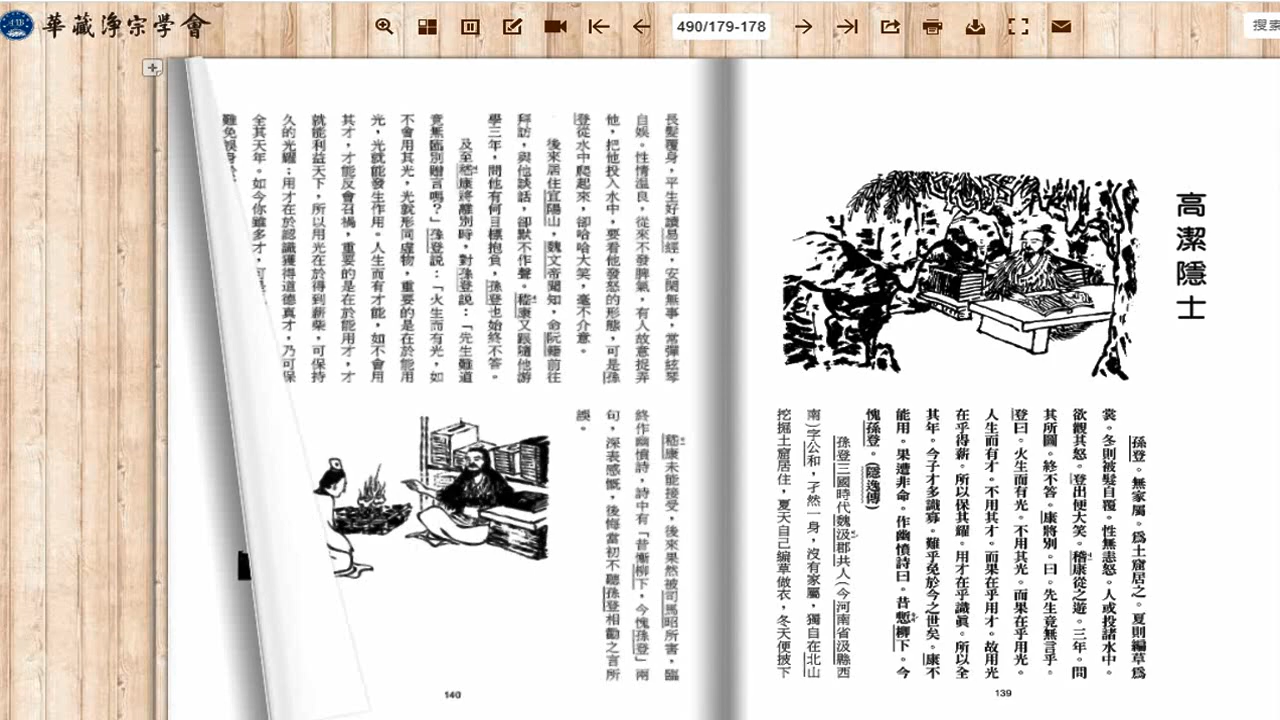 華藏淨宗學會
490/179-178
搜索
高潔隱士
孫登。無家屬。爲土窟居之。夏則編草爲
裳。冬則被髮自覆。性無恚怒。人或投諸水中。
欲觀其怒。登出便大笑。嵇康從之遊。三年。問
其所圖。終不答。康將別。曰。先生竟無言乎。
登曰。火生而有光。不用其光。而果在乎用光。
人生而有才。不用其才。而果在乎用才。故用光
在乎得薪。所以保其耀。用才在乎識眞。所以全
其年。今子才多識寡。難乎免於今之世矣。康不
能用。果遭非命。作幽憤詩曰。昔慙柳下。今
愧孫登。(隱逸傳)
孫登三國時代魏汲郡共人(今河南省汲縣西
南)字公和，孑然一身，沒有家屬，獨自在北山
挖掘土窟居住，夏天自己編草做衣，冬天便披下
139
長髮覆身，平生好讀易經，安閑無事，常彈絃琴
自娛。性情溫良，從來不發脾氣，有人故意捉弄
他，把他投入水中，要看他發怒的形態，可是孫
登從水中爬起來，卻哈哈大笑，毫不介意。
後來居住宜陽山，魏文帝聞知，命阮籍前往
拜訪，與他談話，卻默不作聲。嵇康又跟隨他游
學三年，問他有何目標抱負，孫登也始終不答。
及至嵇康將離別時，對孫登說：「先生難道
竟無臨別贈言嗎？」孫登說：「火生而有光，如
不會用其光，光就形同虛物，重要的是在於能用
光，光就能發生作用。人生而有才能，如不會用
其才，才能反會召禍，重要的是在於能用才，才
就能利益天下，所以用光在於得到薪柴，可保持
久的光耀；用才在於認識獲得道德真才，乃可保
全其天年。如今你雖多才，可是
難免誤身於
嵇康未能接受，後來果然被司馬昭所害，臨
終作幽憤詩，詩中有「昔慚柳下，今愧孫登」兩
句，深表感慨，後悔當初不聽孫登相勸之言所
誤。
140